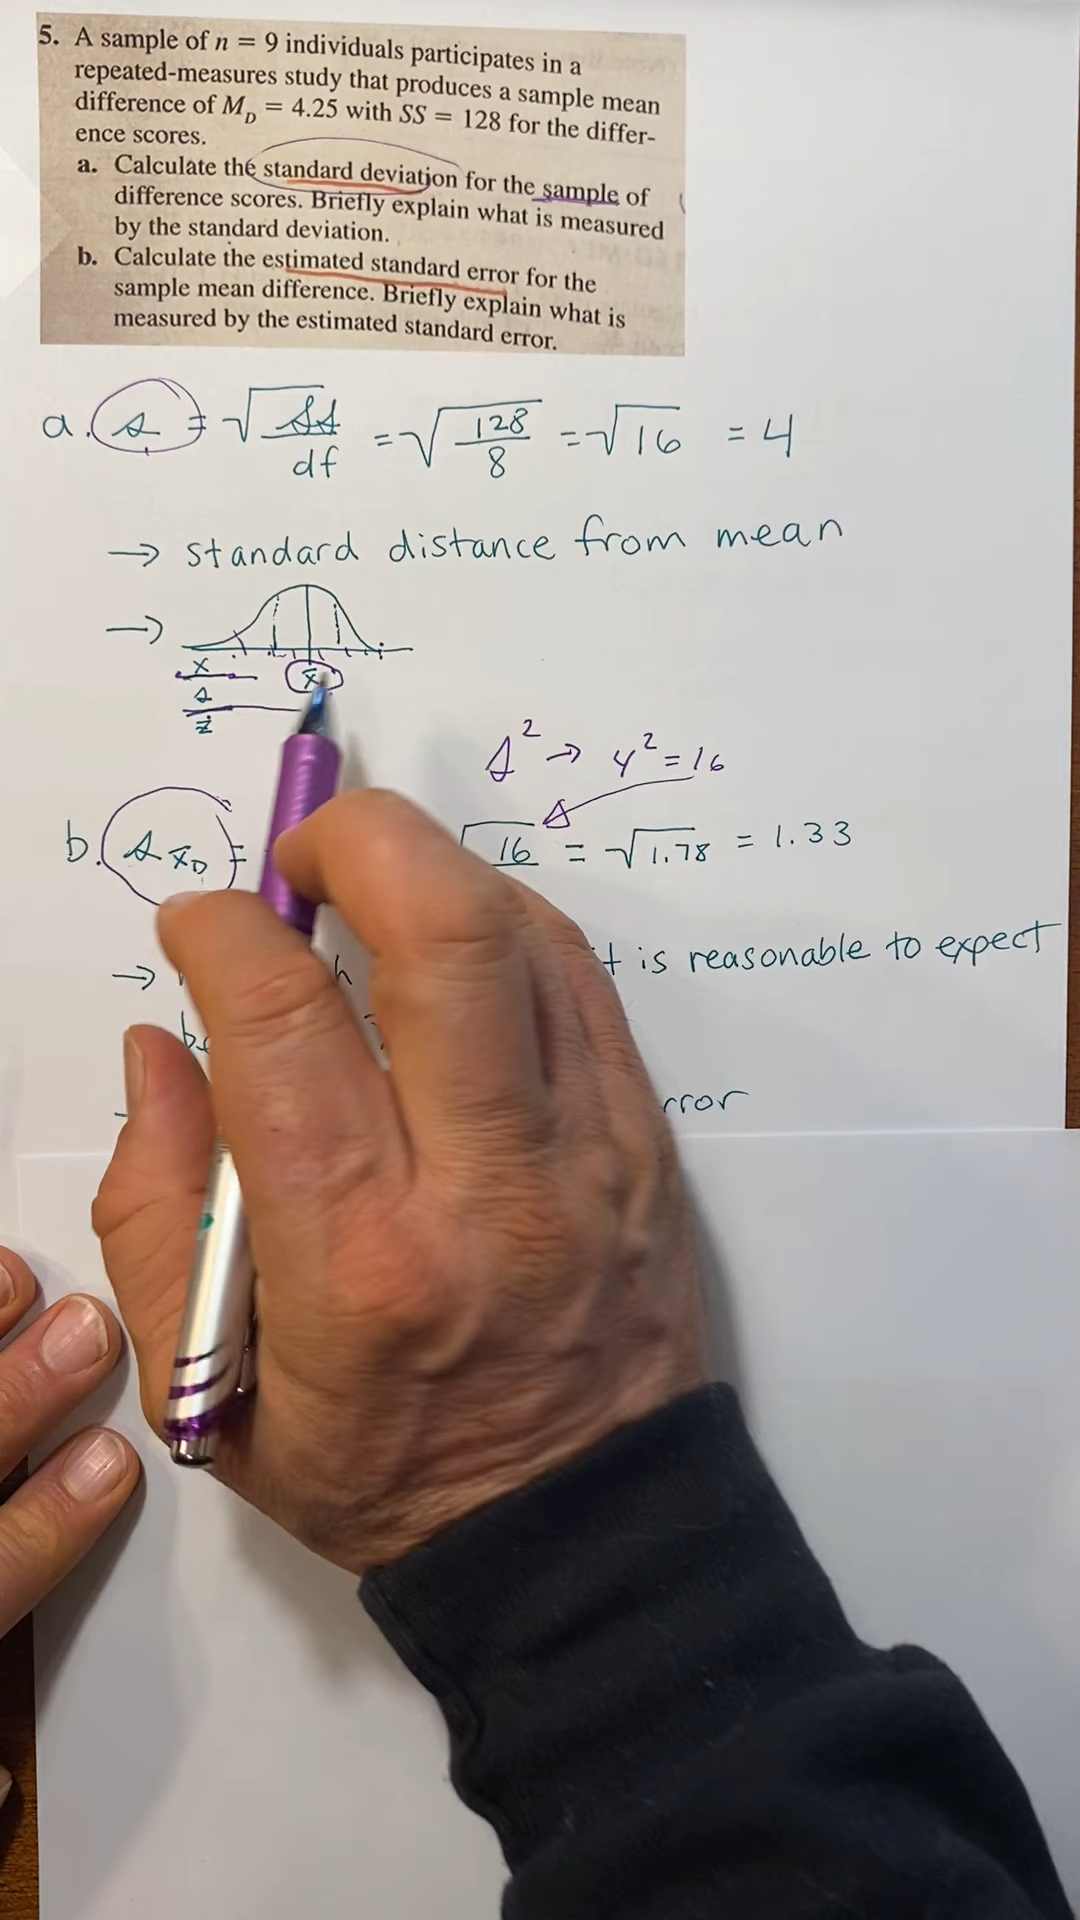 5. A sample of n = 9 individuals participates in a
repeated-measures study that produces a sample mean
difference of M_D = 4.25 with SS = 128 for the differ-
ence scores.
a. Calculate the standard deviation for the sample of
difference scores. Briefly explain what is measured
by the standard deviation.
b. Calculate the estimated standard error for the
sample mean difference. Briefly explain what is
measured by the estimated standard error.
a. s = √SS/df = √128/8 = √16 = 4
→ standard distance from mean
→
x x̄
s
z
s² → 4² = 16
b. s x̄D = √16 = √1.78 = 1.33
→ h t is reasonable to expect
be
rror